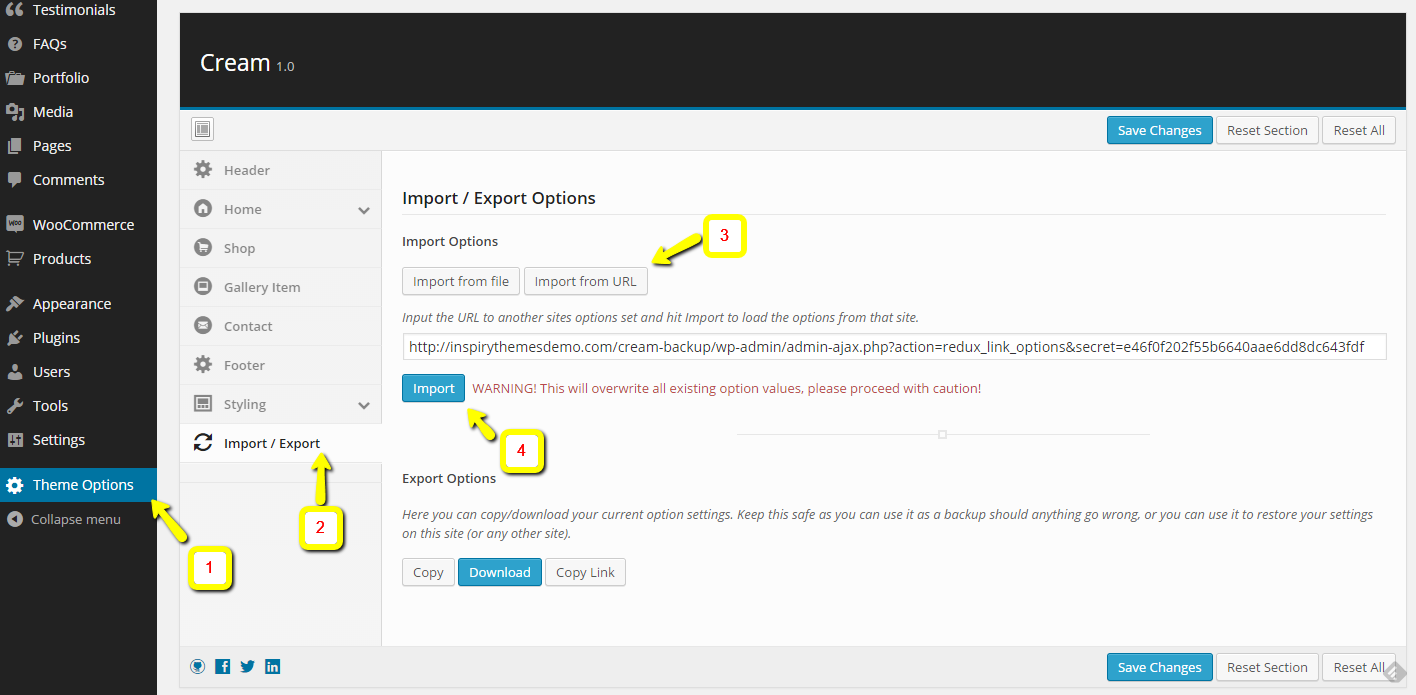 Testimonials
FAQs
Portfolio
Media
Pages
Comments
WooCommerce
Products
Appearance
Plugins
Users
Tools
Settings
Theme Options
Collapse menu
1
Cream 1.0
Save Changes Reset Section Reset All
Header
Home
Shop
Gallery Item
Contact
Footer
Styling
Import / Export
2
Import / Export Options
Import Options
3
Import from file Import from URL
Input the URL to another sites options set and hit Import to load the options from that site.
http://inspirythemesdemo.com/cream-backup/wp-admin/admin-ajax.php?action=redux_link_options&secret=e46f0f202f55b6640aae6dd8dc643fdf
Import WARNING! This will overwrite all existing option values, please proceed with caution!
4
Export Options
Here you can copy/download your current option settings. Keep this safe as you can use it as a backup should anything go wrong, or you can use it to restore your settings
on this site (or any other site).
Copy Download Copy Link
Save Changes Reset Section Reset All